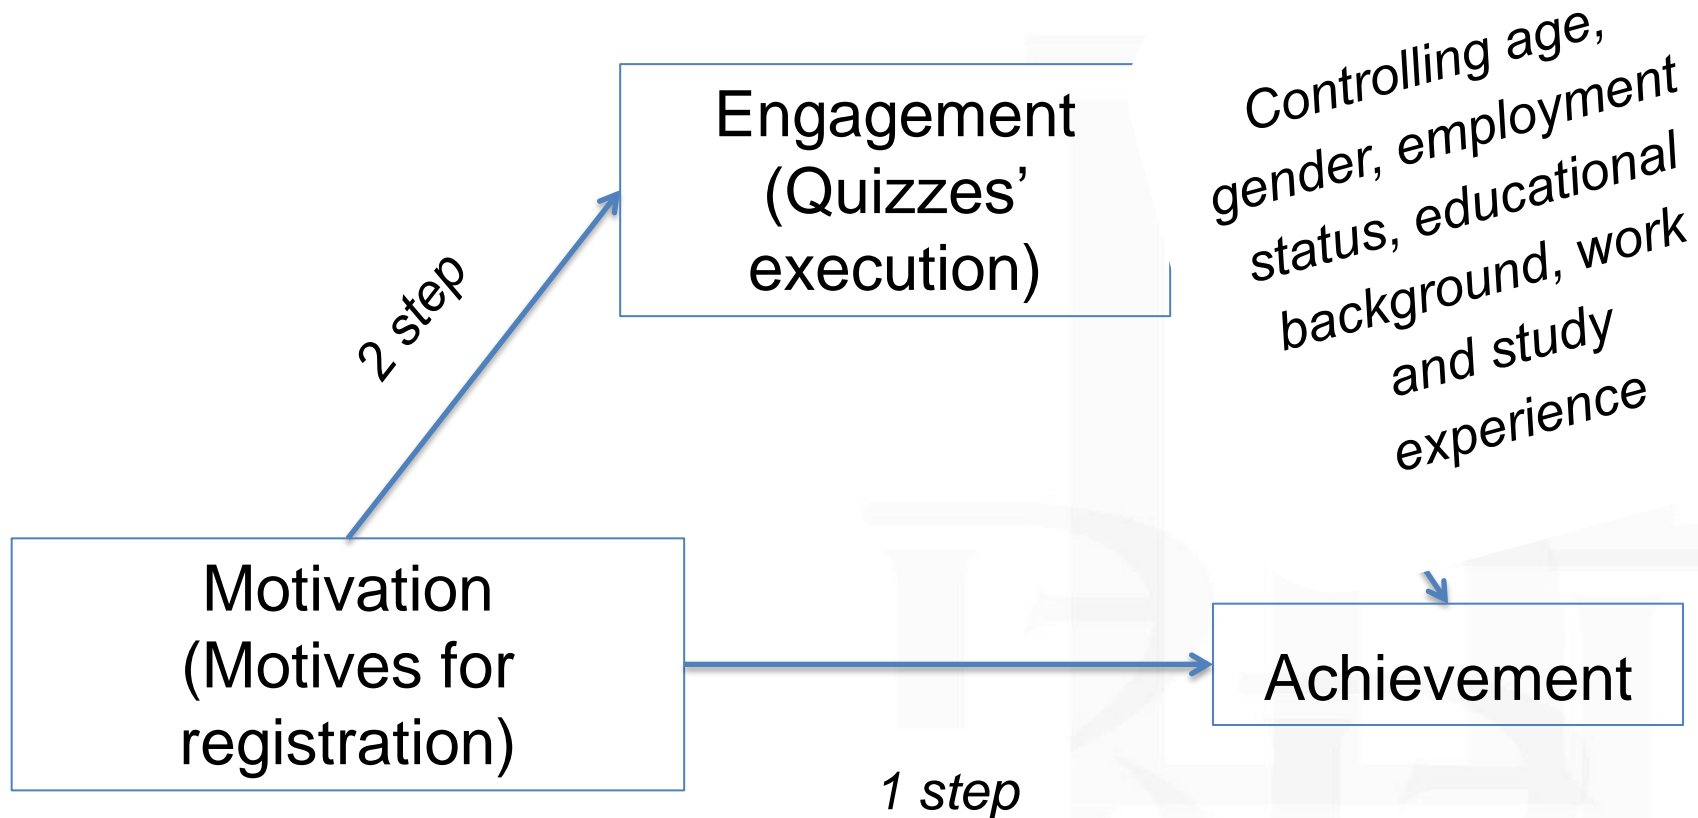 Engagement
(Quizzes’
execution)
Controlling age,
gender, employment
status, educational
background, work
and study
experience
2 step
Motivation
(Motives for
registration)
Achievement
1 step